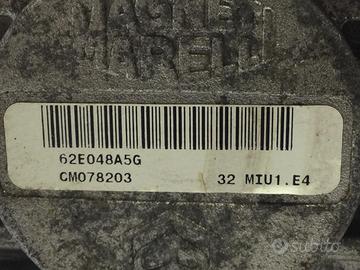 MAGNETI
MARELLI
62E048A5G
CM078203 32 MIU1.E4
subito